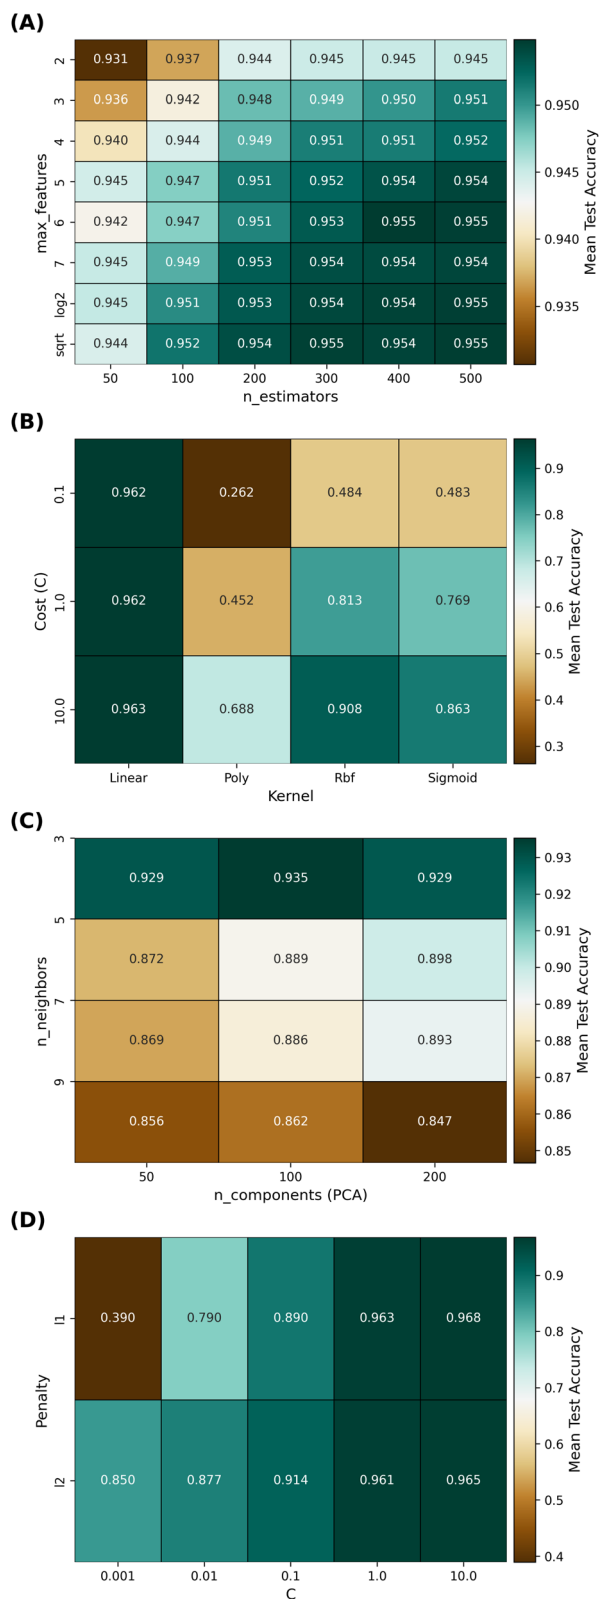 (A)
2 0.931 0.937 0.944 0.945 0.945 0.945
3 0.936 0.942 0.948 0.949 0.950 0.951
4 0.940 0.944 0.949 0.951 0.951 0.952
5 0.945 0.947 0.951 0.952 0.954 0.954
6 0.942 0.947 0.951 0.953 0.955 0.955
7 0.945 0.949 0.953 0.954 0.954 0.954
log2 0.945 0.951 0.953 0.954 0.954 0.955
sqrt 0.944 0.952 0.954 0.955 0.954 0.955
50 100 200 300 400 500
n_estimators
max_features
0.950
0.945
0.940
0.935
Mean Test Accuracy
(B)
0.1 0.962 0.262 0.484 0.483
1.0 0.962 0.452 0.813 0.769
10.0 0.963 0.688 0.908 0.863
Linear Poly Rbf Sigmoid
Kernel
Cost (C)
0.9
0.8
0.7
0.6
0.5
0.4
0.3
Mean Test Accuracy
(C)
3
0.929 0.935 0.929
5
0.872 0.889 0.898
7
0.869 0.886 0.893
9
0.856 0.862 0.847
50 100 200
n_components (PCA)
n_neighbors
0.93
0.92
0.91
0.90
0.89
0.88
0.87
0.86
0.85
Mean Test Accuracy
(D)
l1 0.390 0.790 0.890 0.963 0.968
l2 0.850 0.877 0.914 0.961 0.965
0.001 0.01 0.1 1.0 10.0
C
Penalty
0.9
0.8
0.7
0.6
0.5
0.4
Mean Test Accuracy